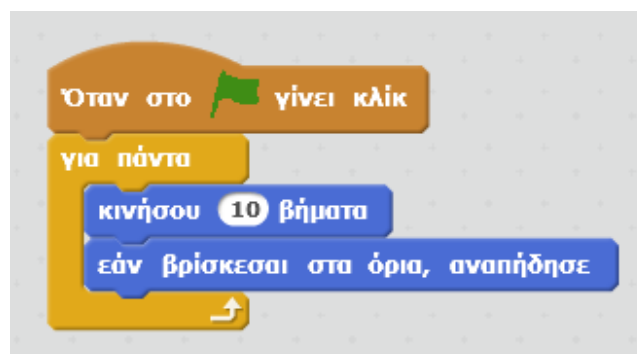 Όταν στο γίνει κλίκ
για πάντα
κινήσου 10 βήματα
εάν βρίσκεσαι στα όρια, αναπήδησε